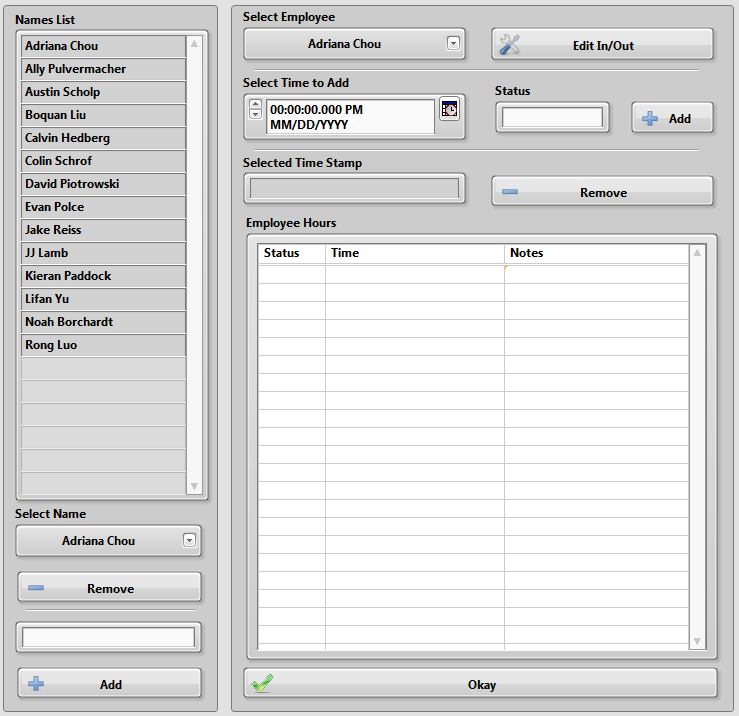 Names List
Adriana Chou
Ally Pulvermacher
Austin Scholp
Boquan Liu
Calvin Hedberg
Colin Schrof
David Piotrowski
Evan Polce
Jake Reiss
JJ Lamb
Kieran Paddock
Lifan Yu
Noah Borchardt
Rong Luo
Select Name
Adriana Chou
Remove
Add
Select Employee
Adriana Chou
Edit In/Out
Select Time to Add
00:00:00.000 PM
MM/DD/YYYY
Status
Add
Selected Time Stamp
Remove
Employee Hours
Status Time Notes
Okay